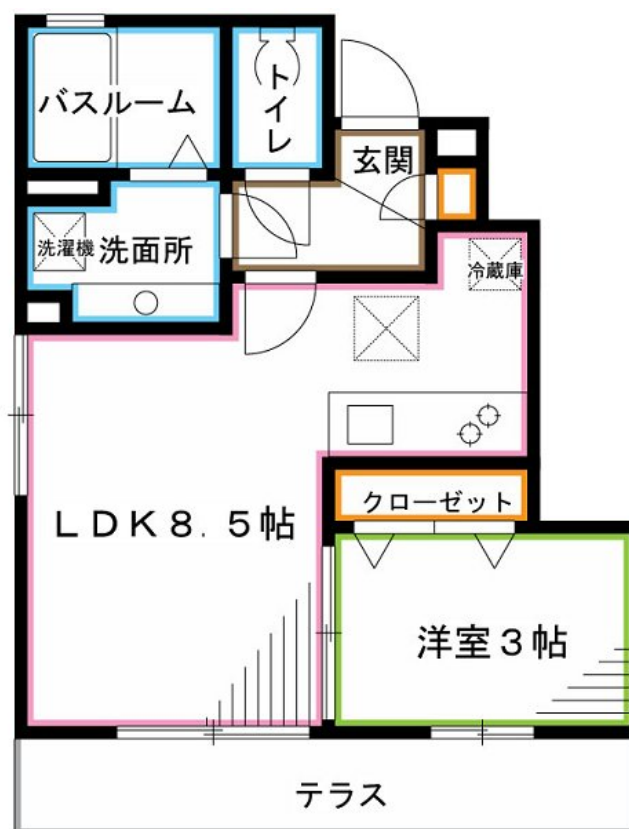 バスルーム
トイレ
玄関
洗濯機
洗面所
冷蔵庫
クローゼット
LDK8.5帖
洋室3帖
テラス